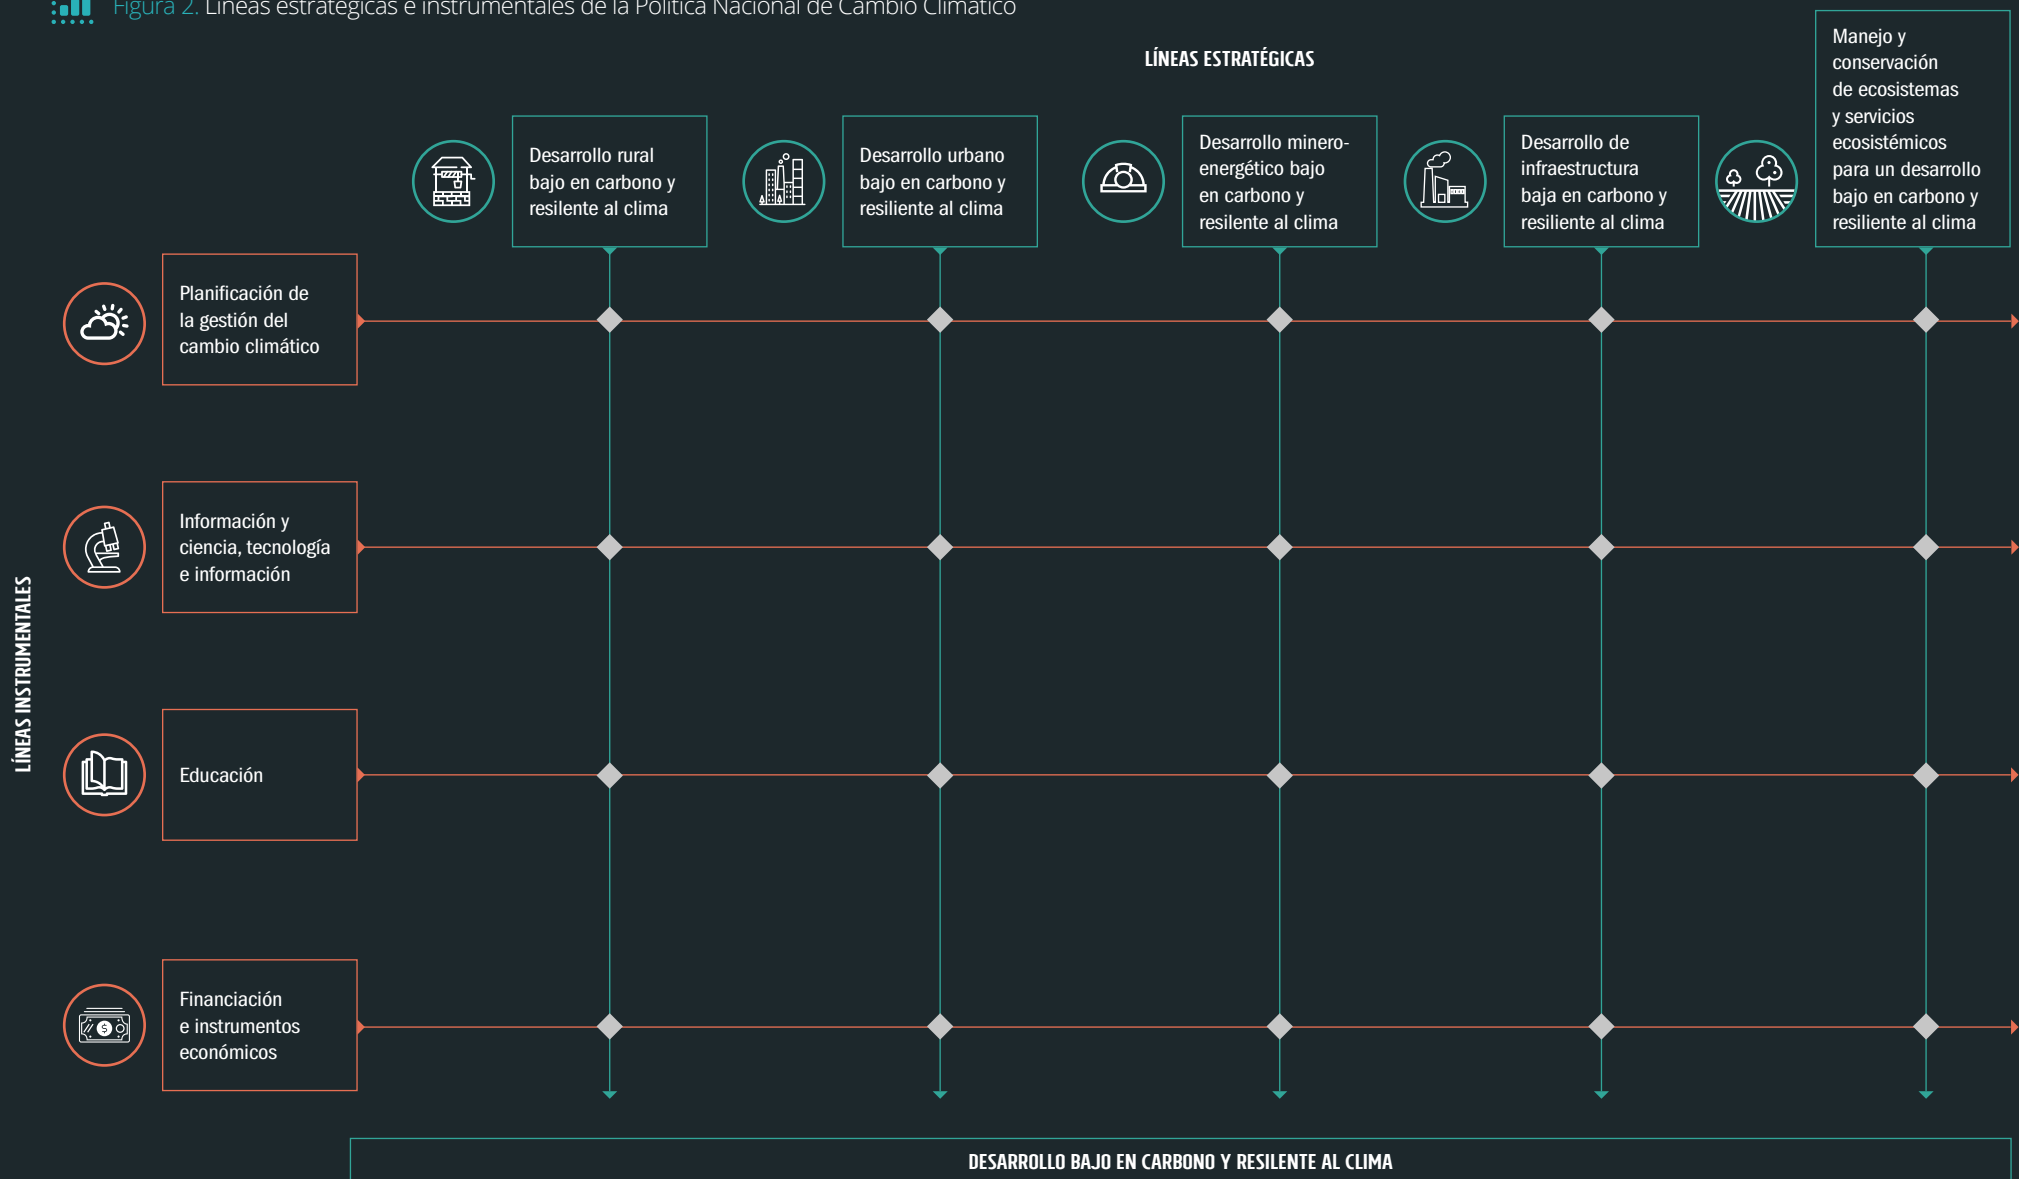 Figura 2. Líneas estratégicas e instrumentales de la Política Nacional de Cambio Climático
LÍNEAS ESTRATÉGICAS
Desarrollo rural
bajo en carbono y
resilente al clima
Desarrollo urbano
bajo en carbono y
resiliente al clima
Desarrollo minero-
energético bajo
en carbono y
resilente al clima
Desarrollo de
infraestructura
baja en carbono y
resiliente al clima
Manejo y
conservación
de ecosistemas
y servicios
ecosistémicos
para un desarrollo
bajo en carbono y
resiliente al clima
LÍNEAS INSTRUMENTALES
Planificación de
la gestión del
cambio climático
Información y
ciencia, tecnología
e información
Educación
Financiación
e instrumentos
económicos
DESARROLLO BAJO EN CARBONO Y RESILENTE AL CLIMA